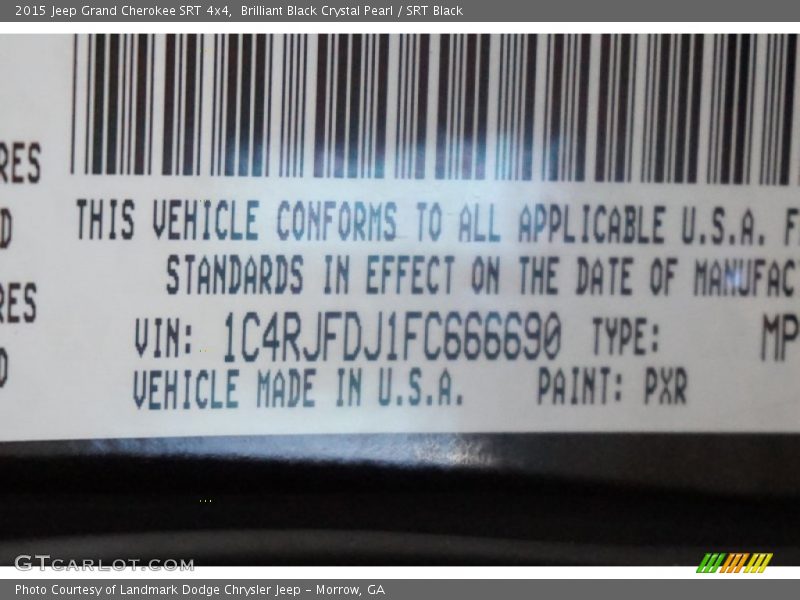 2015 Jeep Grand Cherokee SRT 4x4, Brilliant Black Crystal Pearl / SRT Black
RES
D
THIS VEHICLE CONFORMS TO ALL APPLICABLE U.S.A. F
STANDARDS IN EFFECT ON THE DATE OF MANUFAC
RES
VIN: 1C4RJFDJ1FC666690 TYPE: MP
D
VEHICLE MADE IN U.S.A. PAINT: PXR
GTCARLOT.COM
Photo Courtesy of Landmark Dodge Chrysler Jeep - Morrow, GA